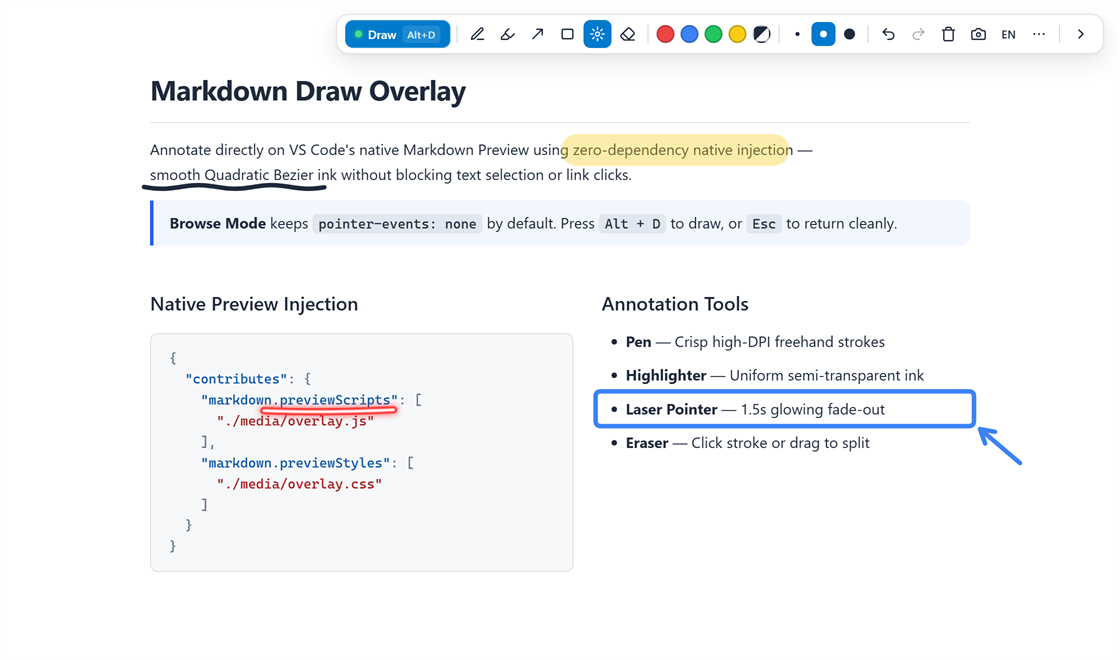 Draw Alt+D EN
Markdown Draw Overlay
Annotate directly on VS Code's native Markdown Preview using zero-dependency native injection —
smooth Quadratic Bezier ink without blocking text selection or link clicks.
Browse Mode keeps pointer-events: none by default. Press Alt + D to draw, or Esc to return cleanly.
Native Preview Injection
{
"contributes": {
"markdown.previewScripts": [
"./media/overlay.js"
],
"markdown.previewStyles": [
"./media/overlay.css"
]
}
}
Annotation Tools
• Pen — Crisp high-DPI freehand strokes
• Highlighter — Uniform semi-transparent ink
• Laser Pointer — 1.5s glowing fade-out
• Eraser — Click stroke or drag to split